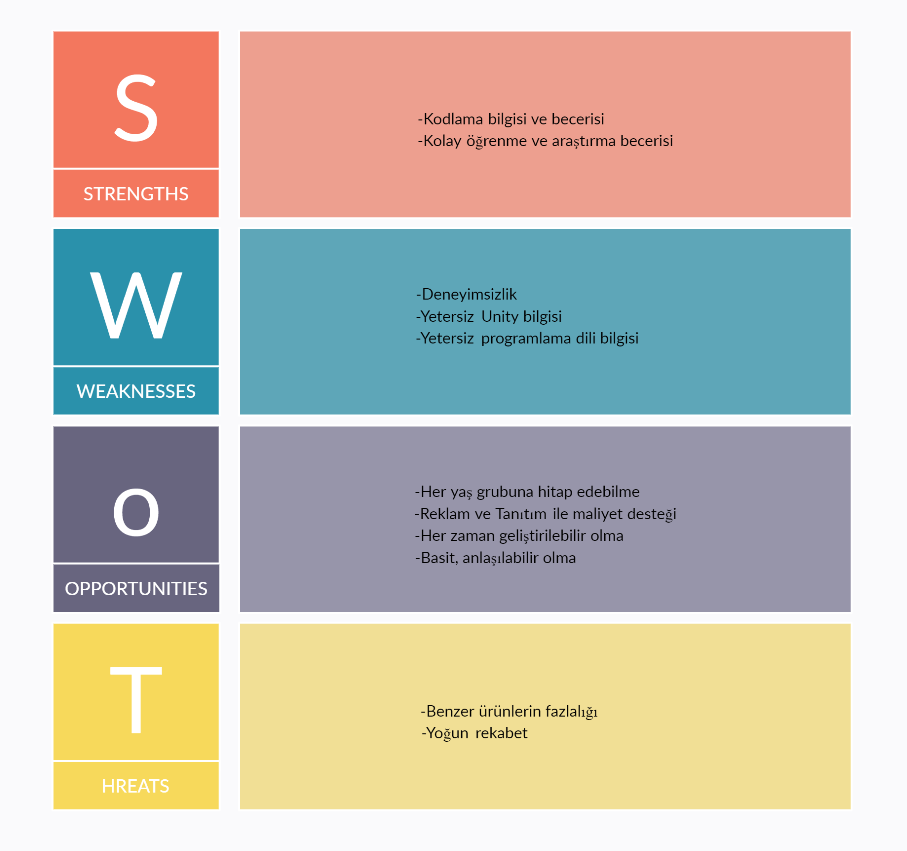 S
STRENGTHS
-Kodlama bilgisi ve becerisi
-Kolay öğrenme ve araştırma becerisi
W
WEAKNESSES
-Deneyimsizlik
-Yetersiz Unity bilgisi
-Yetersiz programlama dili bilgisi
o
OPPORTUNITIES
-Her yaş grubuna hitap edebilme
-Reklam ve Tanıtım ile maliyet desteği
-Her zaman geliştirilebilir olma
-Basit, anlaşılabilir olma
T
HREATS
-Benzer ürünlerin fazlalığı
-Yoğun rekabet